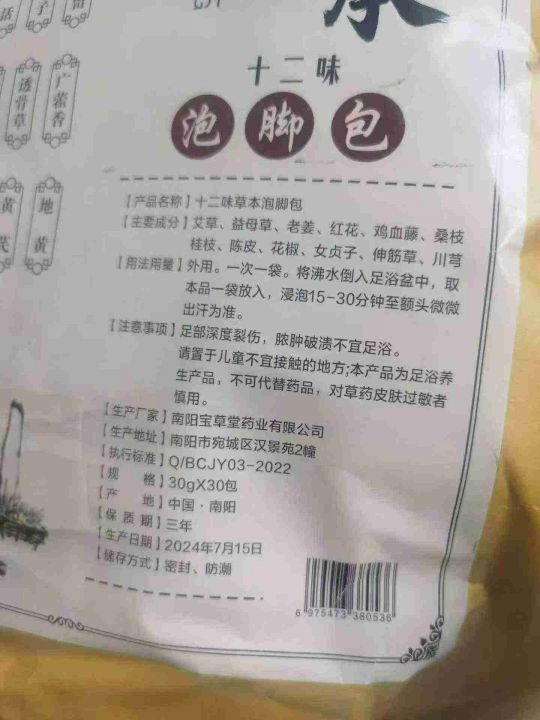 十二味
泡脚包
透骨草
广藿香
黄芪
地黄
【产品名称】十二味草本泡脚包
【主要成分】艾草、益母草、老姜、红花、鸡血藤、桑枝
桂枝、陈皮、花椒、女贞子、伸筋草、川芎
【用法用量】外用。一次一袋。将沸水倒入足浴盆中，取
本品一袋放入，浸泡15-30分钟至额头微微
出汗为准。
【注意事项】足部深度裂伤，脓肿破溃不宜足浴。
请置于儿童不宜接触的地方;本产品为足浴养
生产品，不可代替药品，对草药皮肤过敏者
慎用。
【生产厂家】南阳宝草堂药业有限公司
【生产地址】南阳市宛城区汉景苑2幢
【执行标准】Q/BCJY03-2022
【规 格】30gX30包
【产 地】中国·南阳
【保 质 期】三年
【生产日期】2024年7月15日
【储存方式】密封、防潮
6 975473 380536